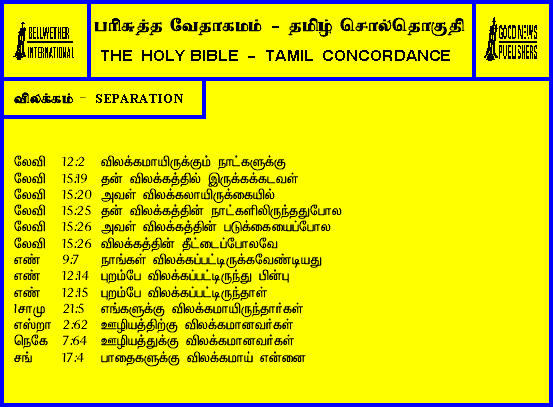 BELLWETHER INTERNATIONAL
பரிசுத்த வேதாகமம் - தமிழ் சொல்தொகுதி
THE HOLY BIBLE - TAMIL CONCORDANCE
GOOD NEWS PUBLISHERS
விலக்கம் - SEPARATION
லேவி 12:2 விலக்கமாயிருக்கும் நாட்களுக்கு
லேவி 15:19 தன் விலக்கத்தில் இருக்கக்கடவள்
லேவி 15:20 அவள் விலக்கலாயிருக்கையில்
லேவி 15:25 தன் விலக்கத்தின் நாட்களிலிருந்ததுபோல
லேவி 15:26 அவள் விலக்கத்தின் படுக்கையைப்போல
லேவி 15:26 விலக்கத்தின் தீட்டைப்போலவே
எண் 9:7 நாங்கள் விலக்கப்பட்டிருக்கவேண்டியது
எண் 12:14 புறம்பே விலக்கப்பட்டிருந்து பின்பு
எண் 12:15 புறம்பே விலக்கப்பட்டிருந்தாள்
1சாமு 21:5 எங்களுக்கு விலக்கமாயிருந்தார்கள்
எஸ்றா 2:62 ஊழியத்திற்கு விலக்கமானவர்கள்
நெகே 7:64 ஊழியத்துக்கு விலக்கமானவர்கள்
சங் 17:4 பாதைகளுக்கு விலக்கமாய் என்னை